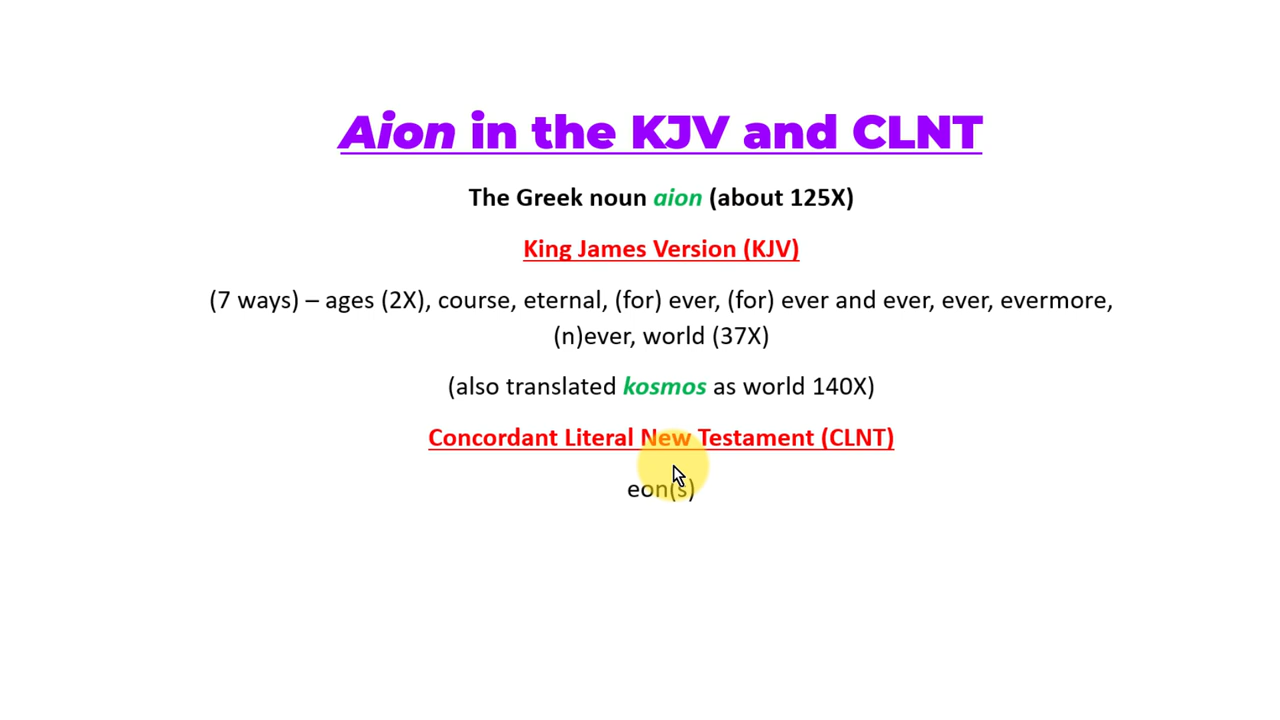 Aion in the KJV and CLNT
The Greek noun aion (about 125X)
King James Version (KJV)
(7 ways) – ages (2X), course, eternal, (for) ever, (for) ever and ever, ever, evermore,
(n)ever, world (37X)
(also translated kosmos as world 140X)
Concordant Literal New Testament (CLNT)
eon(s)